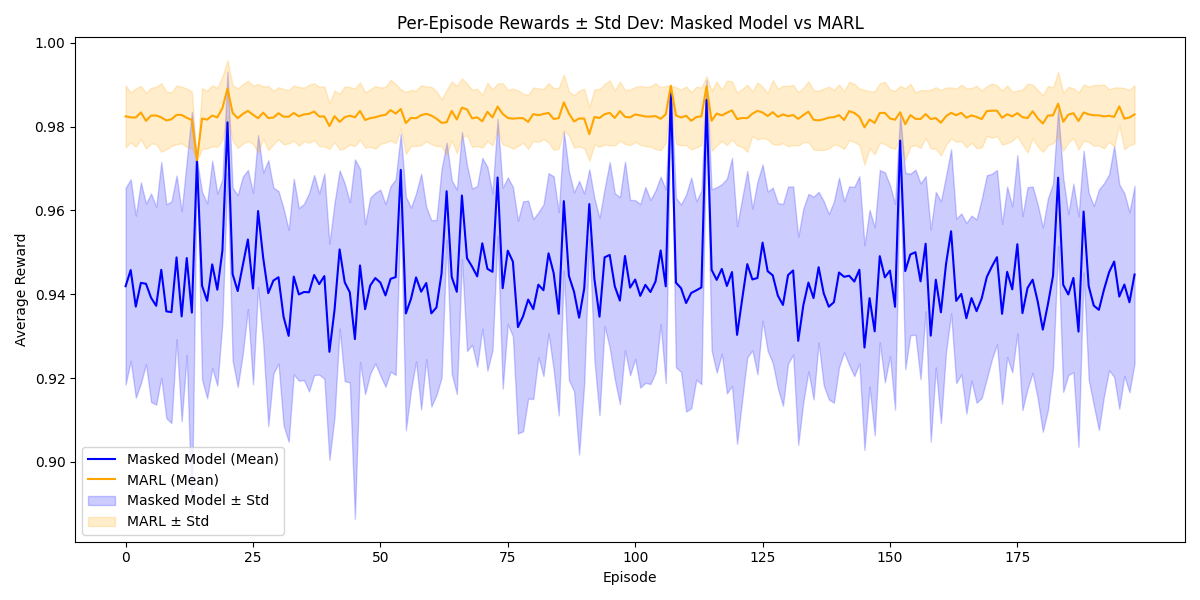 Per-Episode Rewards ± Std Dev: Masked Model vs MARL
Average Reward
1.00
0.98
0.96
0.94
0.92
0.90
Masked Model (Mean)
MARL (Mean)
Masked Model ± Std
MARL ± Std
0 25 50 75 100 125 150 175
Episode